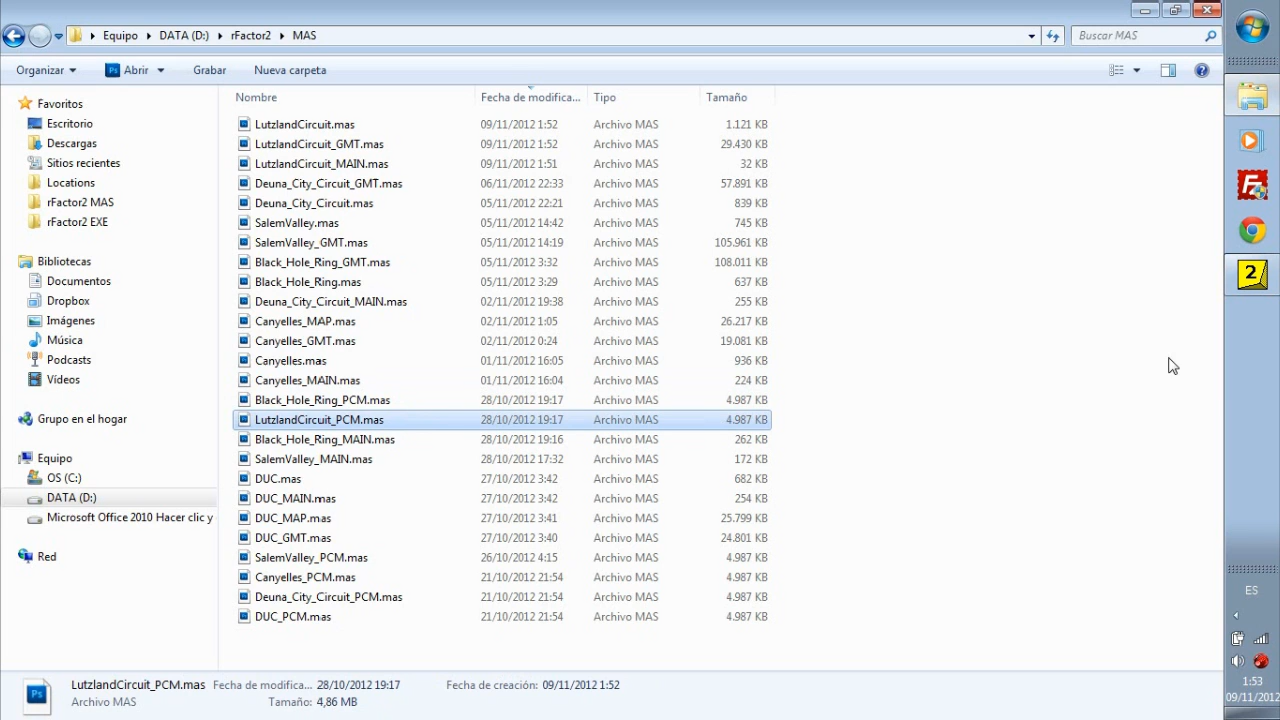 Equipo DATA (D:) rFactor2 MAS Buscar MAS
Organizar Abrir Grabar Nueva carpeta
Favoritos
Escritorio
Descargas
Sitios recientes
Locations
rFactor2 MAS
rFactor2 EXE
Bibliotecas
Documentos
Dropbox
Imágenes
Música
Podcasts
Vídeos
Grupo en el hogar
Equipo
OS (C:)
DATA (D:)
Microsoft Office 2010 Hacer clic y
Red
Nombre Fecha de modifica... Tipo Tamaño
LutzlandCircuit.mas 09/11/2012 1:52 Archivo MAS 1.121 KB
LutzlandCircuit_GMT.mas 09/11/2012 1:52 Archivo MAS 29.430 KB
LutzlandCircuit_MAIN.mas 09/11/2012 1:51 Archivo MAS 32 KB
Deuna_City_Circuit_GMT.mas 06/11/2012 22:33 Archivo MAS 57.891 KB
Deuna_City_Circuit.mas 05/11/2012 22:21 Archivo MAS 839 KB
SalemValley.mas 05/11/2012 14:42 Archivo MAS 745 KB
SalemValley_GMT.mas 05/11/2012 14:19 Archivo MAS 105.961 KB
Black_Hole_Ring_GMT.mas 05/11/2012 3:32 Archivo MAS 108.011 KB
Black_Hole_Ring.mas 05/11/2012 3:29 Archivo MAS 637 KB
Deuna_City_Circuit_MAIN.mas 02/11/2012 19:38 Archivo MAS 255 KB
Canyelles_MAP.mas 02/11/2012 1:05 Archivo MAS 26.217 KB
Canyelles_GMT.mas 02/11/2012 0:24 Archivo MAS 19.081 KB
Canyelles.mas 01/11/2012 16:05 Archivo MAS 936 KB
Canyelles_MAIN.mas 01/11/2012 16:04 Archivo MAS 224 KB
Black_Hole_Ring_PCM.mas 28/10/2012 19:17 Archivo MAS 4.987 KB
LutzlandCircuit_PCM.mas 28/10/2012 19:17 Archivo MAS 4.987 KB
Black_Hole_Ring_MAIN.mas 28/10/2012 19:16 Archivo MAS 262 KB
SalemValley_MAIN.mas 28/10/2012 17:32 Archivo MAS 172 KB
DUC.mas 27/10/2012 3:42 Archivo MAS 682 KB
DUC_MAIN.mas 27/10/2012 3:42 Archivo MAS 254 KB
DUC_MAP.mas 27/10/2012 3:41 Archivo MAS 25.799 KB
DUC_GMT.mas 27/10/2012 3:40 Archivo MAS 24.801 KB
SalemValley_PCM.mas 26/10/2012 4:15 Archivo MAS 4.987 KB
Canyelles_PCM.mas 21/10/2012 21:54 Archivo MAS 4.987 KB
Deuna_City_Circuit_PCM.mas 21/10/2012 21:54 Archivo MAS 4.987 KB
DUC_PCM.mas 21/10/2012 21:54 Archivo MAS 4.987 KB
LutzlandCircuit_PCM.mas Fecha de modifica... 28/10/2012 19:17 Fecha de creación: 09/11/2012 1:52
Archivo MAS Tamaño: 4,86 MB
2
ES
1:53
09/11/2012